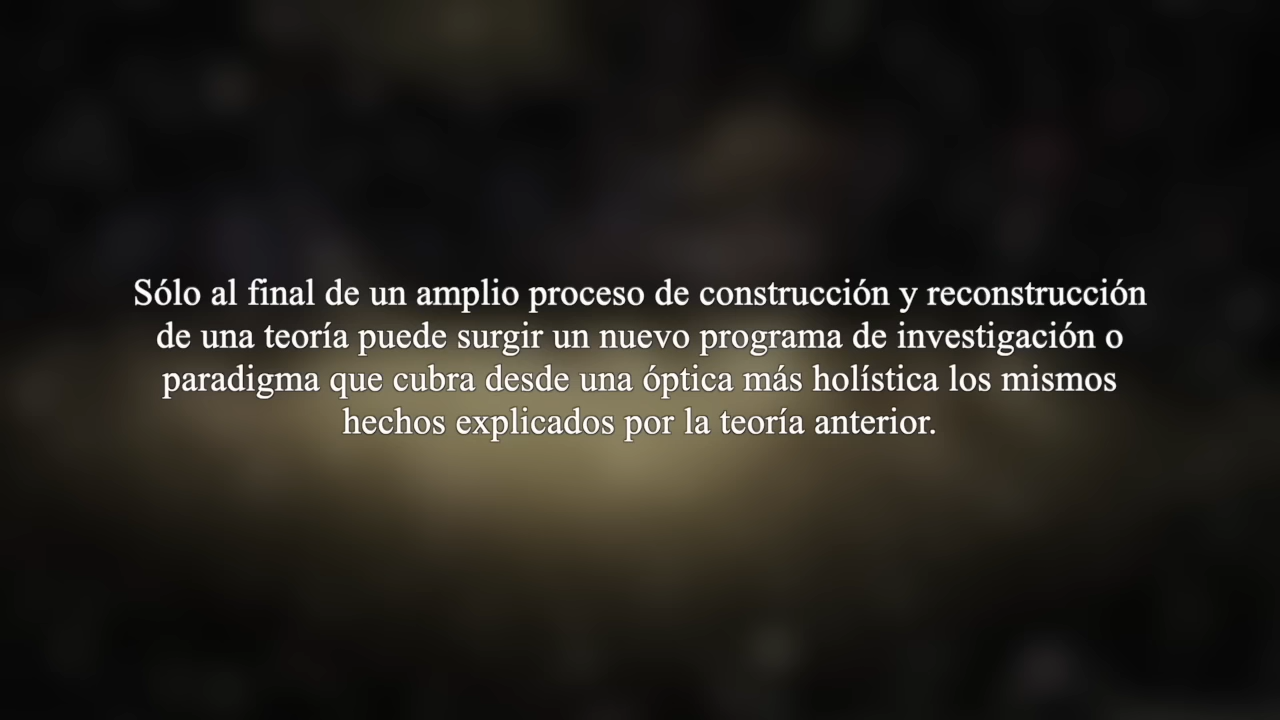 Sólo al final de un amplio proceso de construcción y reconstrucción
de una teoría puede surgir un nuevo programa de investigación o
paradigma que cubra desde una óptica más holística los mismos
hechos explicados por la teoría anterior.